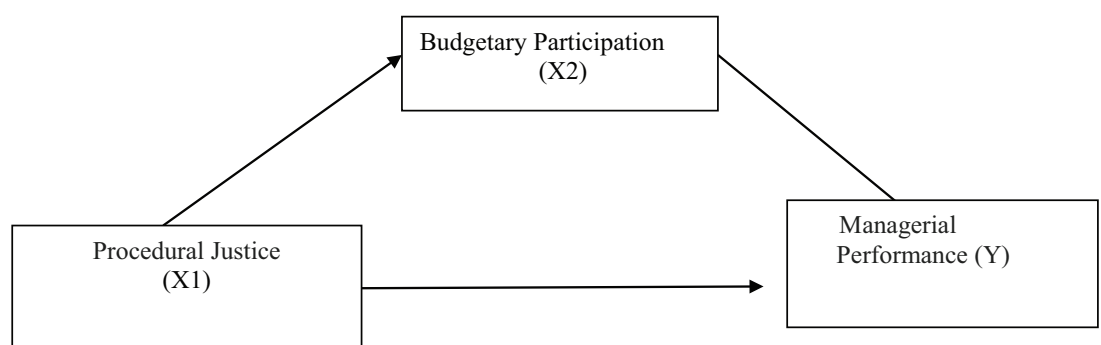 Budgetary Participation
(X2)
Procedural Justice
(X1)
Managerial
Performance (Y)